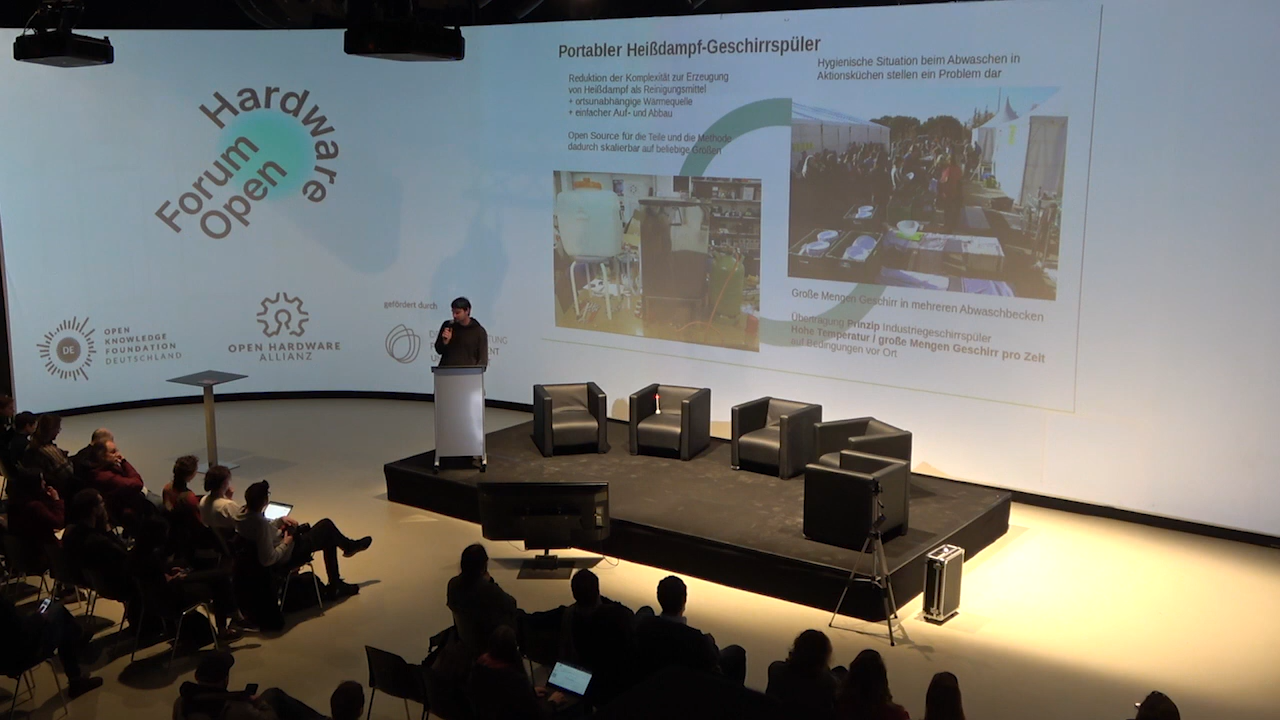 Forum
Open
Hardware
DE
OPEN
KNOWLEDGE
FOUNDATION
DEUTSCHLAND
OPEN HARDWARE
ALLIANZ
gefördert durch
Portabler Heißdampf-Geschirrspüler
Reduktion der Komplexität zur Erzeugung
von Heißdampf als Reinigungsmittel
+ ortsunabhängige Wärmequelle
+ einfacher Auf- und Abbau
Open Source für die Teile und die Methode
dadurch skalierbar auf beliebige Größen
Hygienische Situation beim Abwaschen in
Aktionsküchen stellen ein Problem dar
Große Mengen Geschirr in mehreren Abwaschbecken
Übertragung Prinzip Industriegeschirrspüler
Hohe Temperatur / große Mengen Geschirr pro Zeit
auf Bedingungen vor Ort